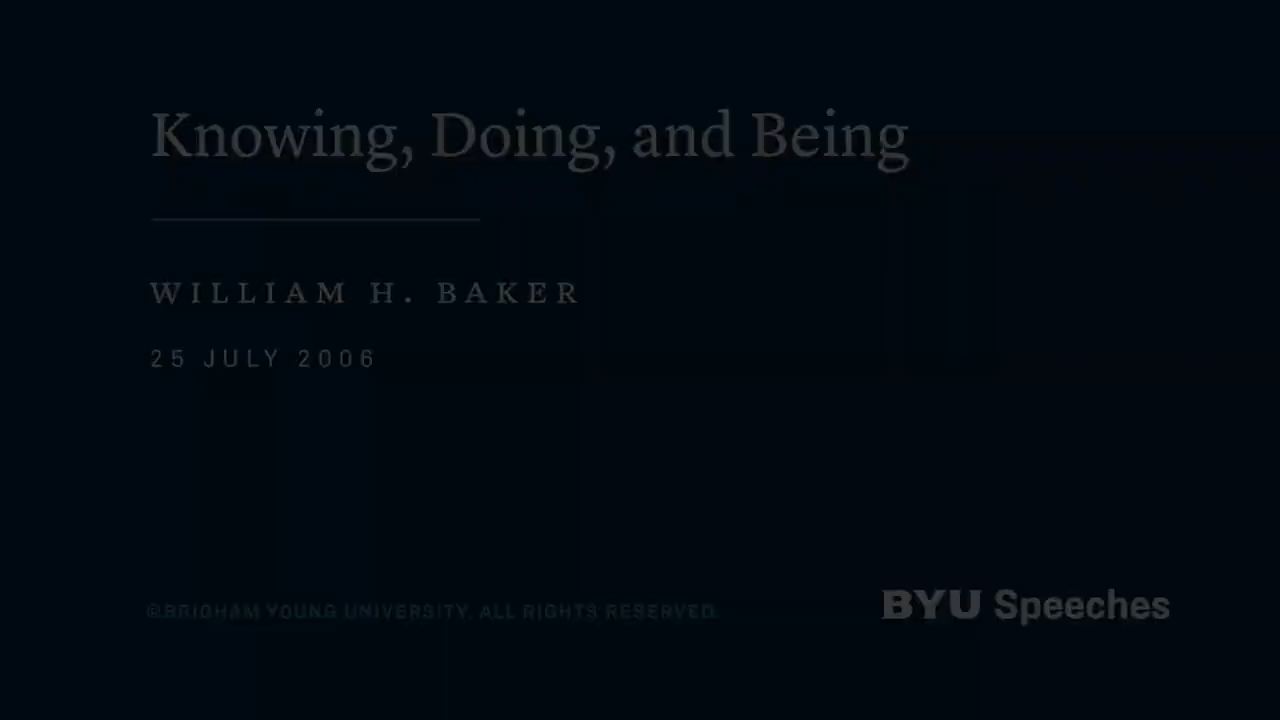 Knowing, Doing, and Being
WILLIAM H. BAKER
25 JULY 2006
©BRIGHAM YOUNG UNIVERSITY. ALL RIGHTS RESERVED.
BYU Speeches